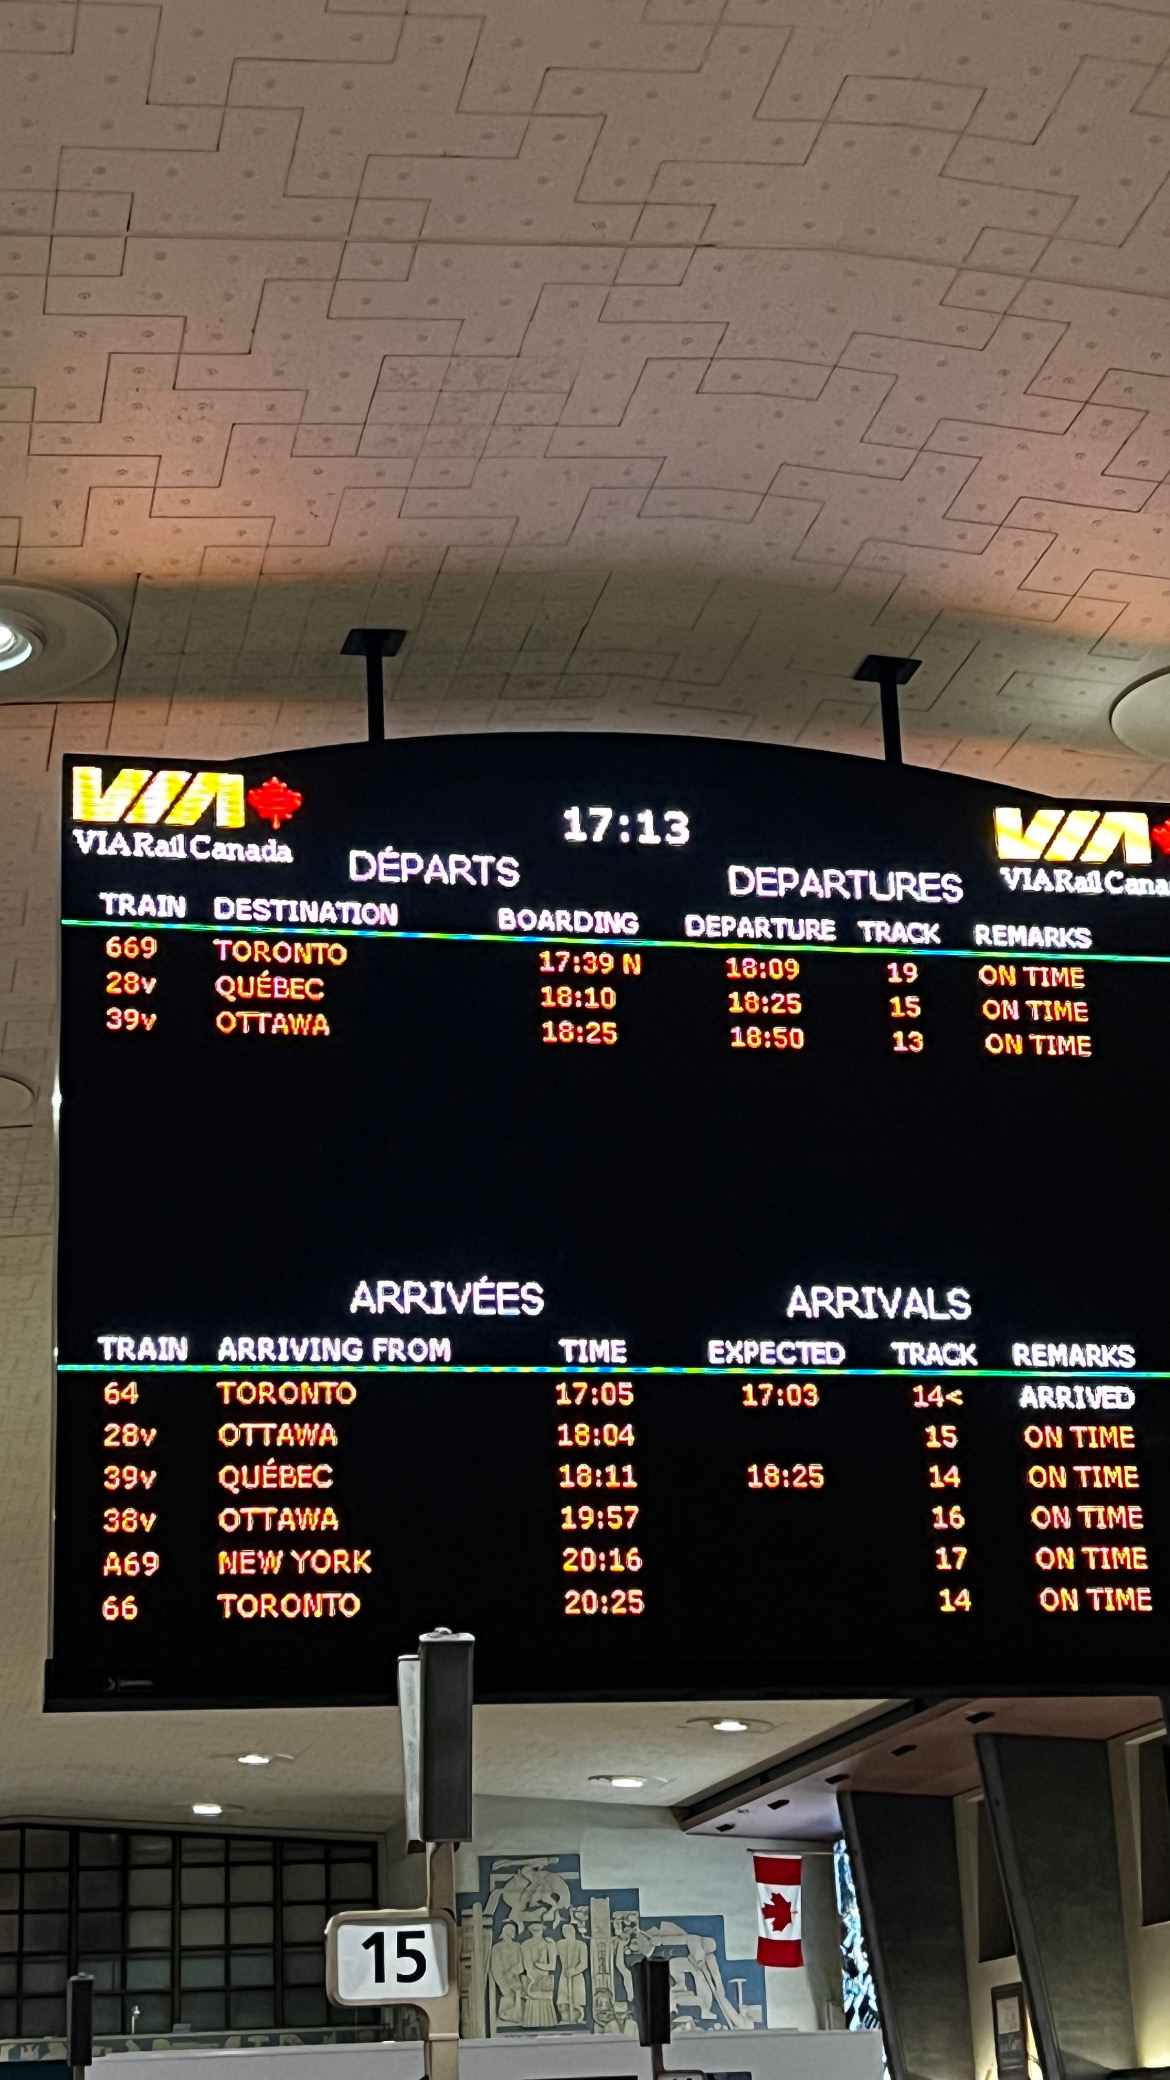 VIA
VIA Rail Canada
17:13
VIA
VIA Rail Cana
DÉPARTS DEPARTURES
TRAIN DESTINATION BOARDING DEPARTURE TRACK REMARKS
669 TORONTO 17:39 N 18:09 19 ON TIME
28v QUÉBEC 18:10 18:25 15 ON TIME
39v OTTAWA 18:25 18:50 13 ON TIME
ARRIVÉES ARRIVALS
TRAIN ARRIVING FROM TIME EXPECTED TRACK REMARKS
64 TORONTO 17:05 17:03 14< ARRIVED
28v OTTAWA 18:04 15 ON TIME
39v QUÉBEC 18:11 18:25 14 ON TIME
38v OTTAWA 19:57 16 ON TIME
A69 NEW YORK 20:16 17 ON TIME
66 TORONTO 20:25 14 ON TIME
15